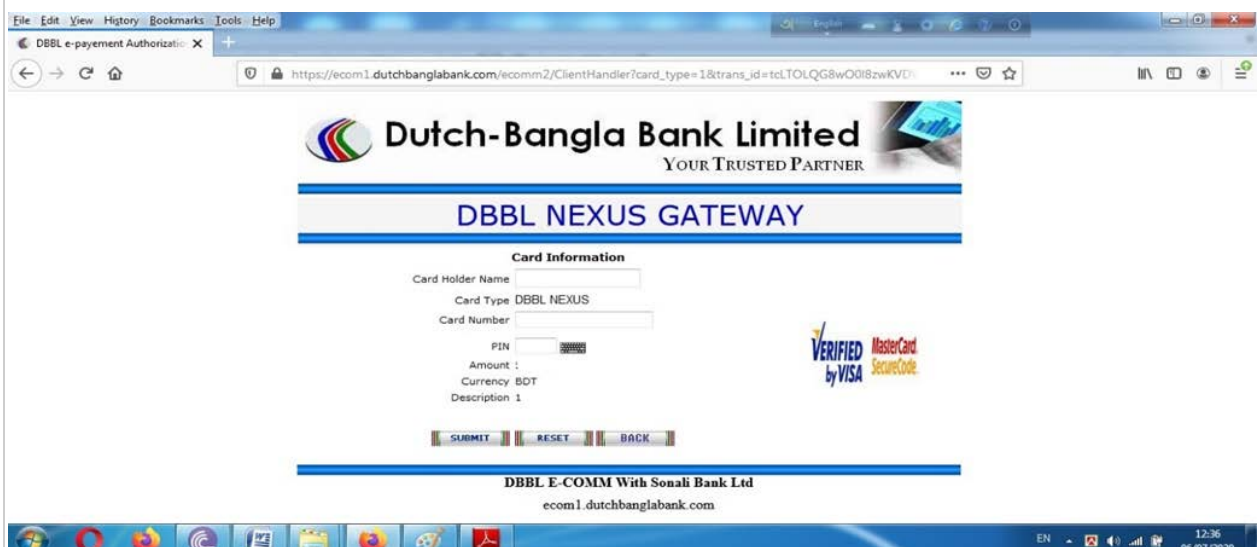 File Edit View History Bookmarks Tools Help
DBBL e-payement Authorizatio
https://ecom1.dutchbanglabank.com/ecomm2/ClientHandler?card_type=1&trans_id=
Dutch-Bangla Bank Limited
YOUR TRUSTED PARTNER
DBBL NEXUS GATEWAY
Card Information
Card Holder Name
Card Type DBBL NEXUS
Card Number
PIN
Amount :
Currency BDT
Description 1
VERIFIED by VISA
MasterCard. SecureCode.
SUBMIT RESET BACK
DBBL E-COMM With Sonali Bank Ltd
ecom1.dutchbanglabank.com
EN 12:36